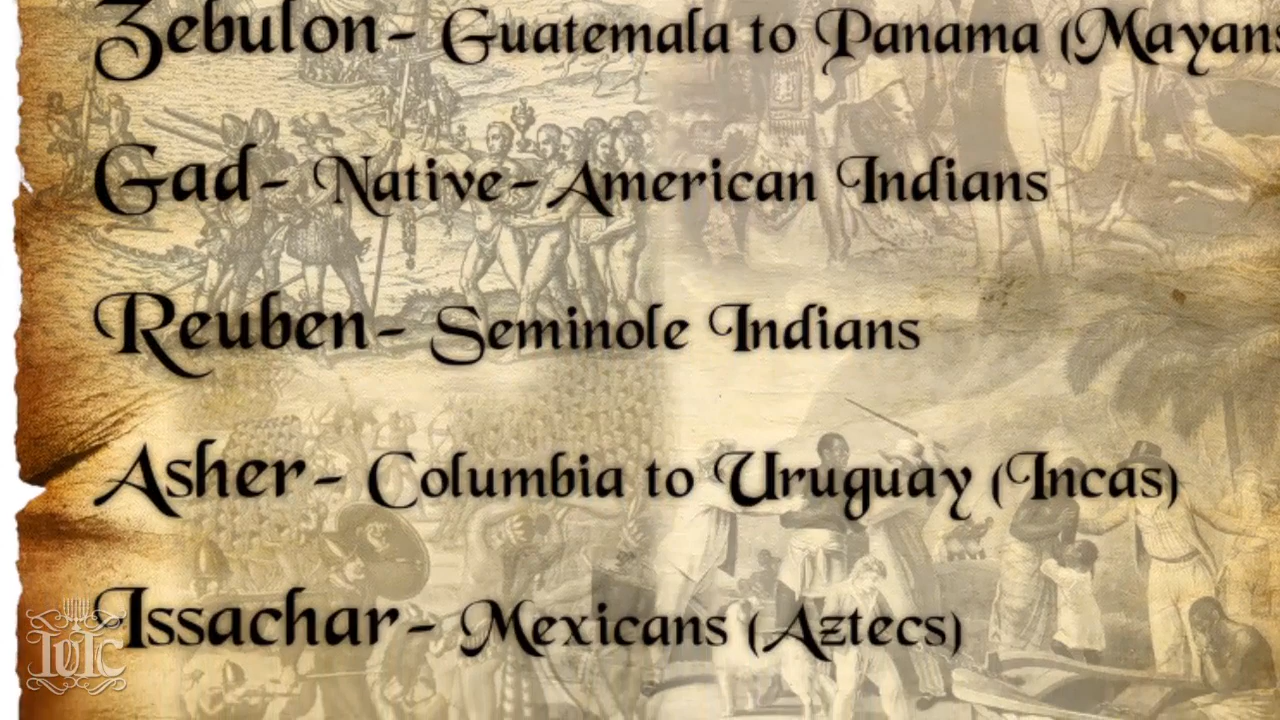 Zebulon- Guatemala to Panama (Mayans
Gad- Native-American Indians
Reuben- Seminole Indians
Asher- Columbia to Uruguay (Incas)
Issachar- Mexicans (Aztecs)
IUIC